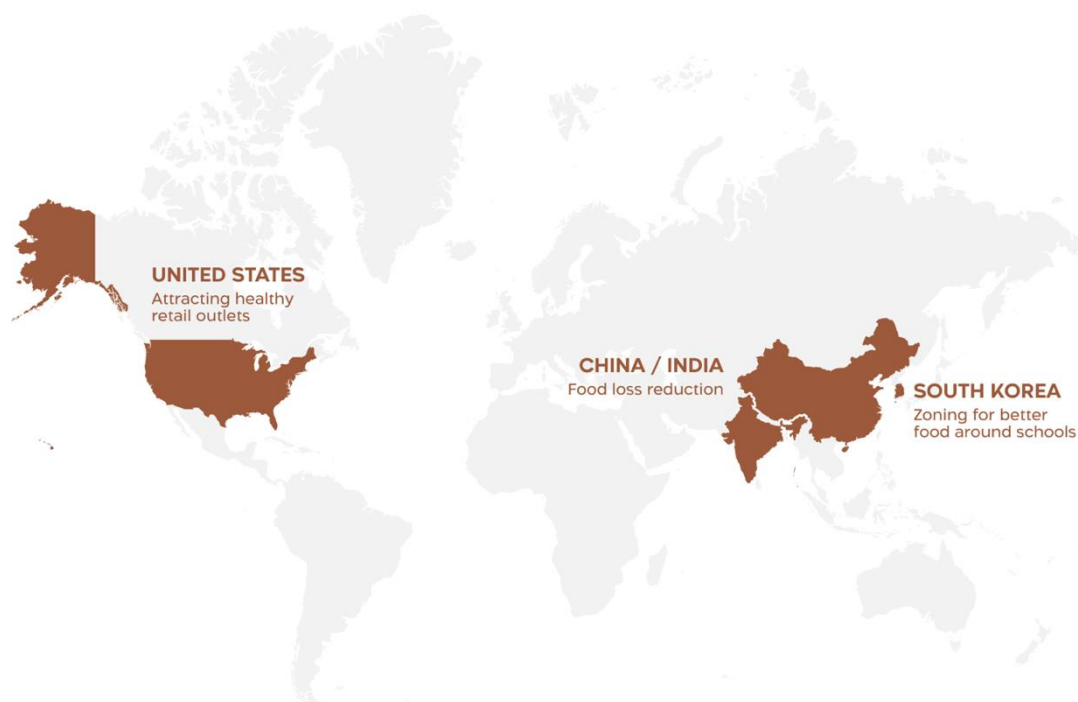 UNITED STATES
Attracting healthy
retail outlets
CHINA / INDIA
Food loss reduction
SOUTH KOREA
Zoning for better
food around schools